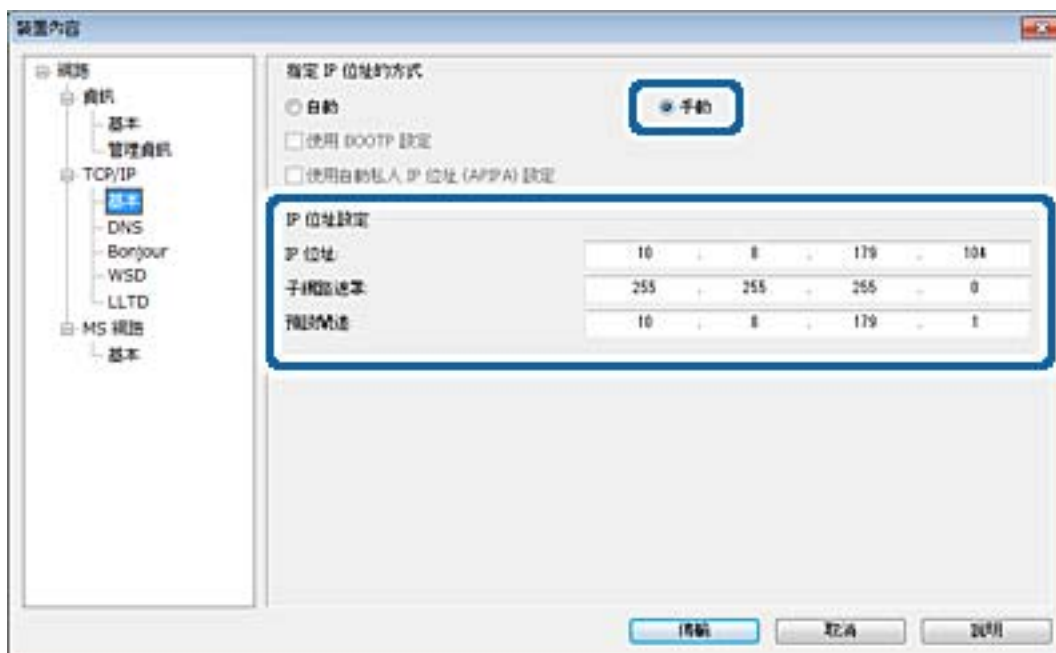 裝置內容
網路
資訊
基本
管理資訊
TCP/IP
基本
DNS
Bonjour
WSD
LLTD
MS 網路
基本
指定 IP 位址的方式
自動
手動
使用 BOOTP 設定
使用自動私人 IP 位址 (APIPA) 設定
IP 位址設定
IP 位址:
10 . 8 . 179 . 104
子網路遮罩:
255 . 255 . 255 . 0
預設閘道:
10 . 8 . 179 . 1
傳輸
取消
說明